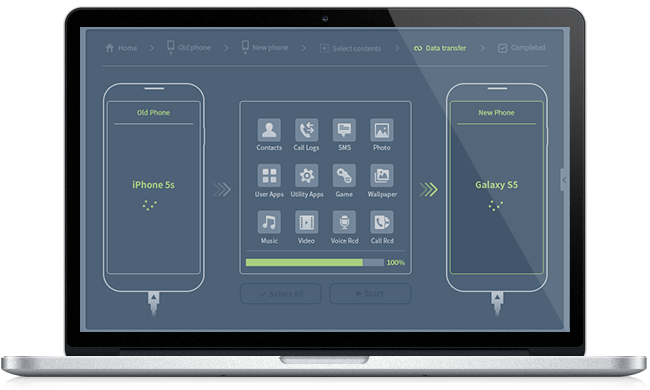 Home Old phone New phone Select contents Data transfer Completed
Old Phone
iPhone 5s
Contacts Call Logs SMS Photo
User Apps Utility Apps Game Wallpaper
Music Video Voice Rcd Call Rcd
100%
Select All Start
New Phone
Galaxy S5